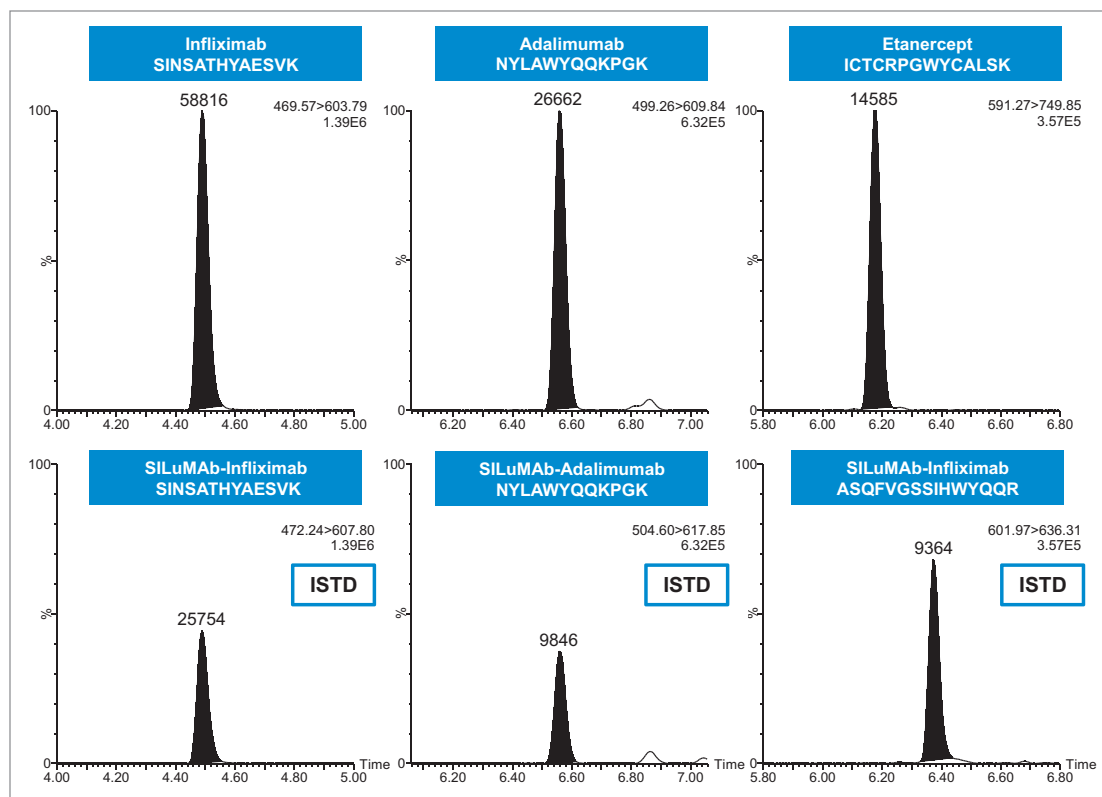 Infliximab
SINSATHYAESVK
58816
469.57>603.79
1.39E6
100
%
0
4.00 4.20 4.40 4.60 4.80 5.00
Adalimumab
NYLAWYQQKPGK
26662
499.26>609.84
6.32E5
100
%
0
6.20 6.40 6.60 6.80 7.00
Etanercept
ICTCRPGWYCALSK
14585
591.27>749.85
3.57E5
100
%
0
5.80 6.00 6.20 6.40 6.60 6.80
SILuMAb-Infliximab
SINSATHYAESVK
472.24>607.80
1.39E6
ISTD
25754
100
%
0
Time
4.00 4.20 4.40 4.60 4.80 5.00
SILuMAb-Adalimumab
NYLAWYQQKPGK
504.60>617.85
6.32E5
ISTD
9846
100
%
0
Time
6.20 6.40 6.60 6.80 7.00
SILuMAb-Infliximab
ASQFVGSSIHWYQQR
601.97>636.31
3.57E5
9364
ISTD
100
%
0
Time
5.80 6.00 6.20 6.40 6.60 6.80